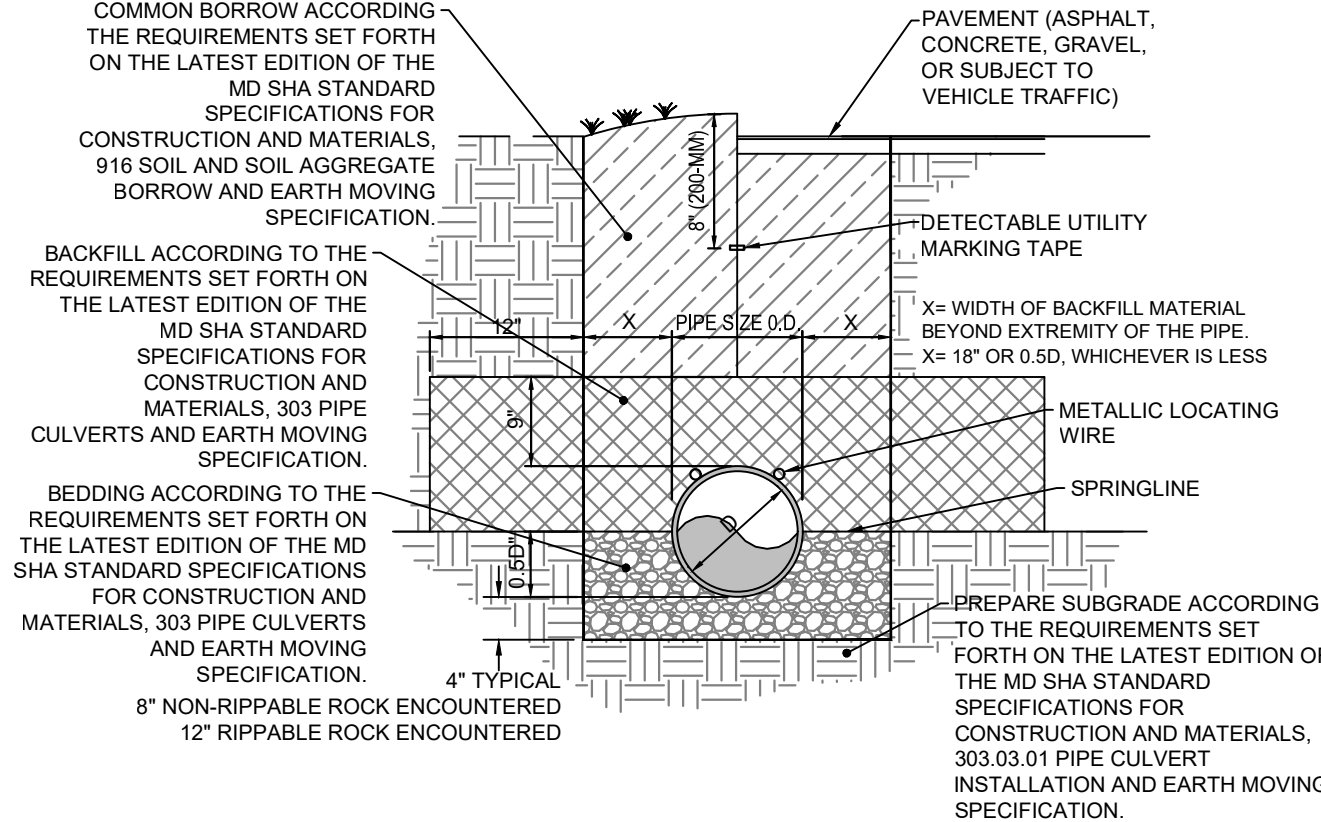 COMMON BORROW ACCORDING
THE REQUIREMENTS SET FORTH
ON THE LATEST EDITION OF THE
MD SHA STANDARD
SPECIFICATIONS FOR
CONSTRUCTION AND MATERIALS,
916 SOIL AND SOIL AGGREGATE
BORROW AND EARTH MOVING
SPECIFICATION.
BACKFILL ACCORDING TO THE
REQUIREMENTS SET FORTH ON
THE LATEST EDITION OF THE
MD SHA STANDARD
SPECIFICATIONS FOR
CONSTRUCTION AND
MATERIALS, 303 PIPE
CULVERTS AND EARTH MOVING
SPECIFICATION.
BEDDING ACCORDING TO THE
REQUIREMENTS SET FORTH ON
THE LATEST EDITION OF THE MD
SHA STANDARD SPECIFICATIONS
FOR CONSTRUCTION AND
MATERIALS, 303 PIPE CULVERTS
AND EARTH MOVING
SPECIFICATION.
4" TYPICAL
8" NON-RIPPABLE ROCK ENCOUNTERED
12" RIPPABLE ROCK ENCOUNTERED
12"
X
PIPE SIZE O.D.
X
8" (200-MM)
9"
0.5D"
D
PAVEMENT (ASPHALT,
CONCRETE, GRAVEL,
OR SUBJECT TO
VEHICLE TRAFFIC)
DETECTABLE UTILITY
MARKING TAPE
X= WIDTH OF BACKFILL MATERIAL
BEYOND EXTREMITY OF THE PIPE.
X= 18" OR 0.5D, WHICHEVER IS LESS
METALLIC LOCATING
WIRE
SPRINGLINE
PREPARE SUBGRADE ACCORDING
TO THE REQUIREMENTS SET
FORTH ON THE LATEST EDITION OF
THE MD SHA STANDARD
SPECIFICATIONS FOR
CONSTRUCTION AND MATERIALS,
303.03.01 PIPE CULVERT
INSTALLATION AND EARTH MOVING
SPECIFICATION.